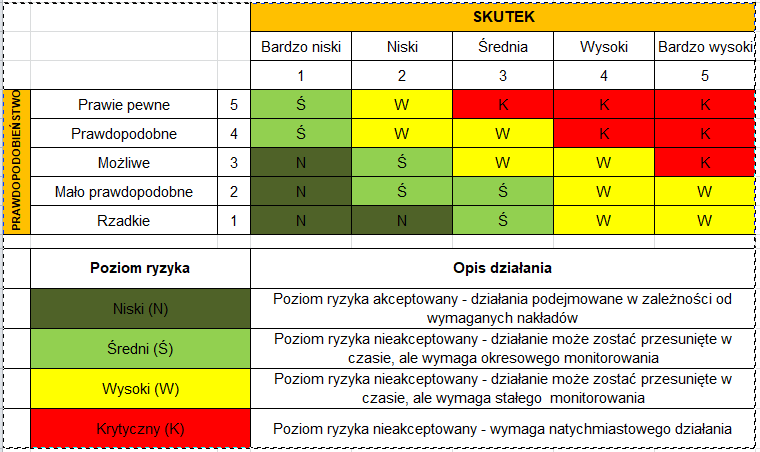 SKUTEK
Bardzo niski Niski Średnia Wysoki Bardzo wysoki
1 2 3 4 5
PRAWDOPODOBIEŃSTWO
Prawie pewne 5 Ś W K K K
Prawdopodobne 4 Ś W W K K
Możliwe 3 N Ś W W K
Mało prawdopodobne 2 N Ś Ś W W
Rzadkie 1 N N Ś W W
Poziom ryzyka Opis działania
Niski (N) Poziom ryzyka akceptowany - działania podejmowane w zależności od
wymaganych nakładów
Średni (Ś) Poziom ryzyka nieakceptowany - działanie może zostać przesunięte w
czasie, ale wymaga okresowego monitorowania
Wysoki (W) Poziom ryzyka nieakceptowany - działanie może zostać przesunięte w
czasie, ale wymaga stałego monitorowania
Krytyczny (K) Poziom ryzyka nieakceptowany - wymaga natychmiastowego działania